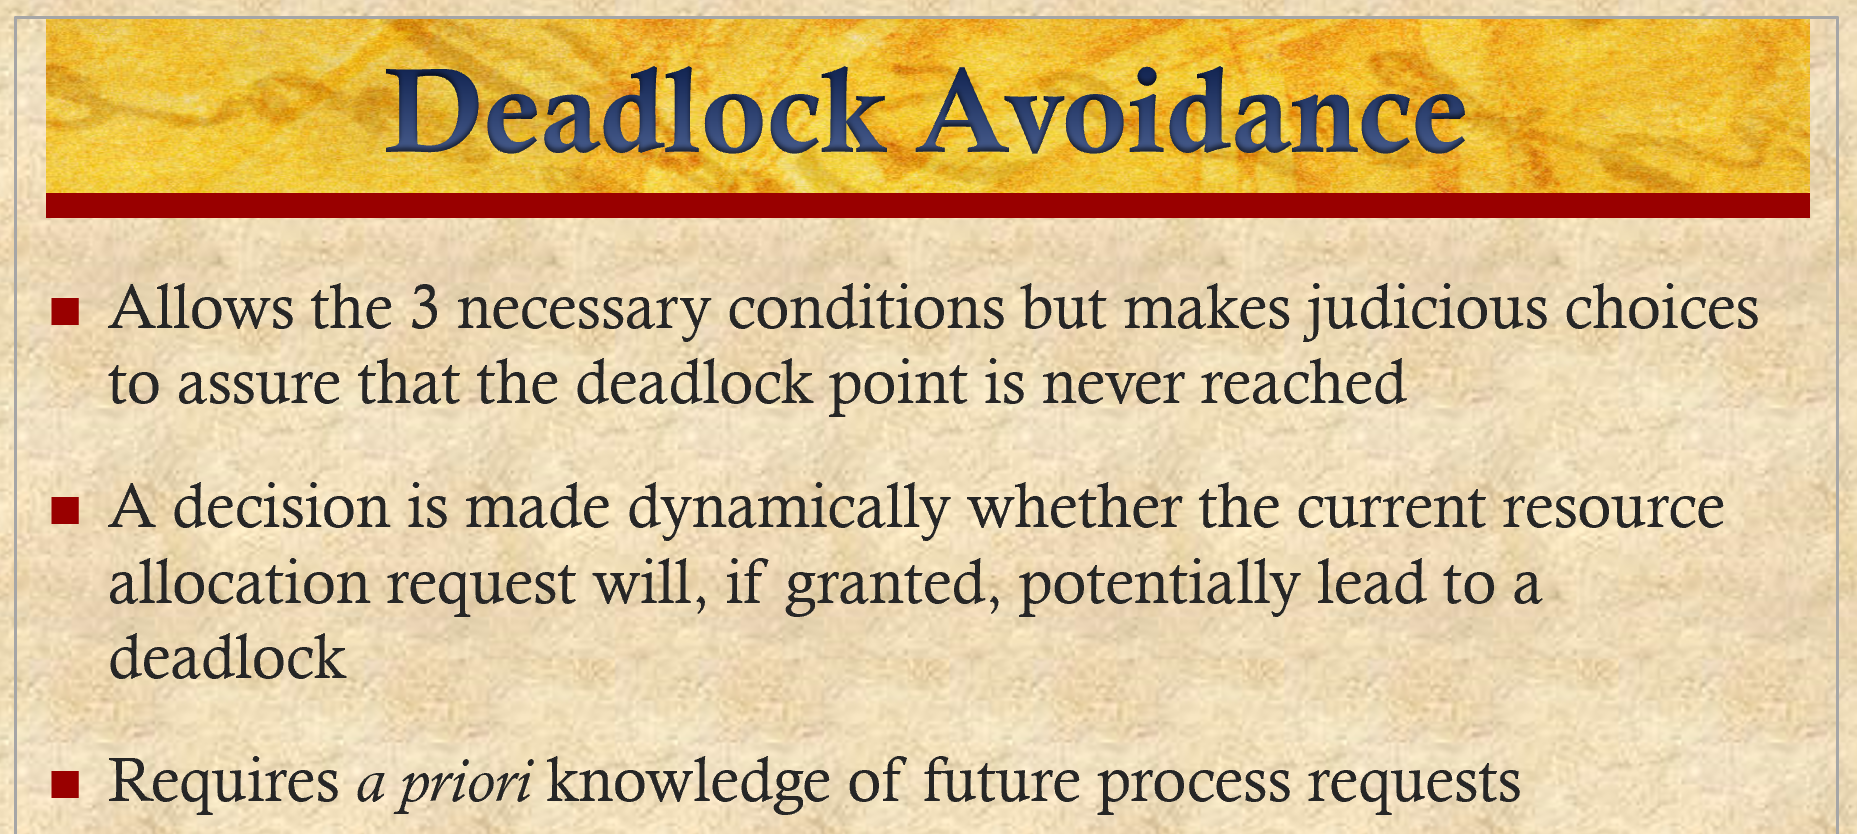 Deadlock Avoidance
■ Allows the 3 necessary conditions but makes judicious choices
to assure that the deadlock point is never reached
■ A decision is made dynamically whether the current resource
allocation request will, if granted, potentially lead to a
deadlock
■ Requires a priori knowledge of future process requests